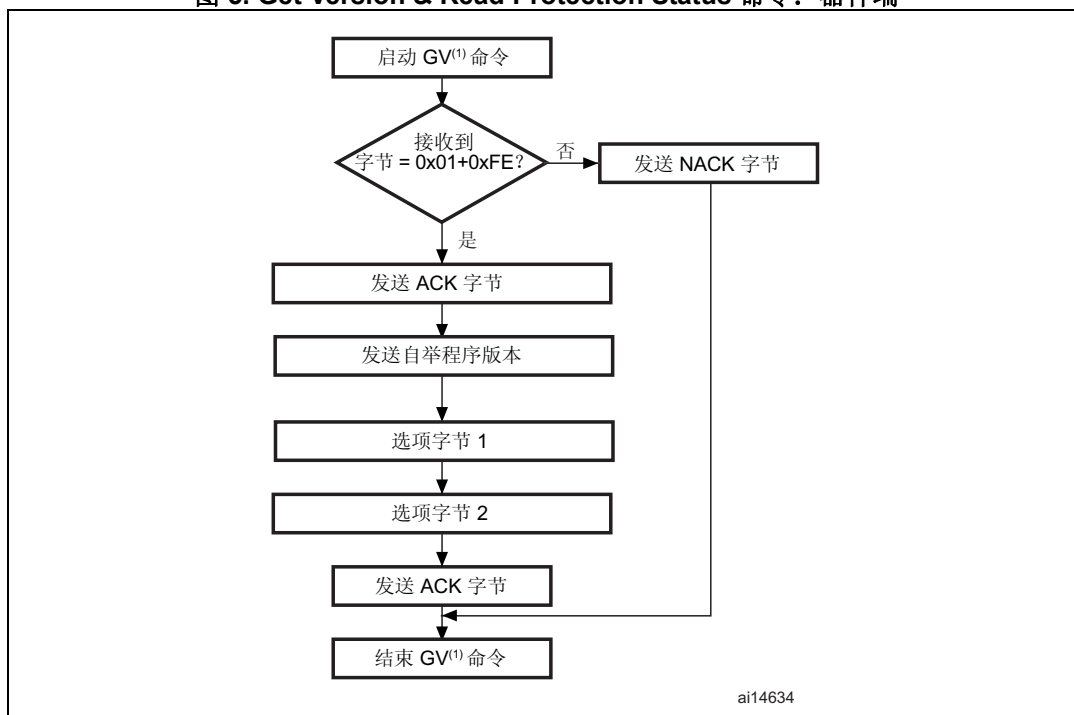 图 6. Get Version & Read Protection Status 命令：器件端
启动 GV(1) 命令
接收到
字节 = 0x01+0xFE?
否
发送 NACK 字节
是
发送 ACK 字节
发送自举程序版本
选项字节 1
选项字节 2
发送 ACK 字节
结束 GV(1) 命令
ai14634